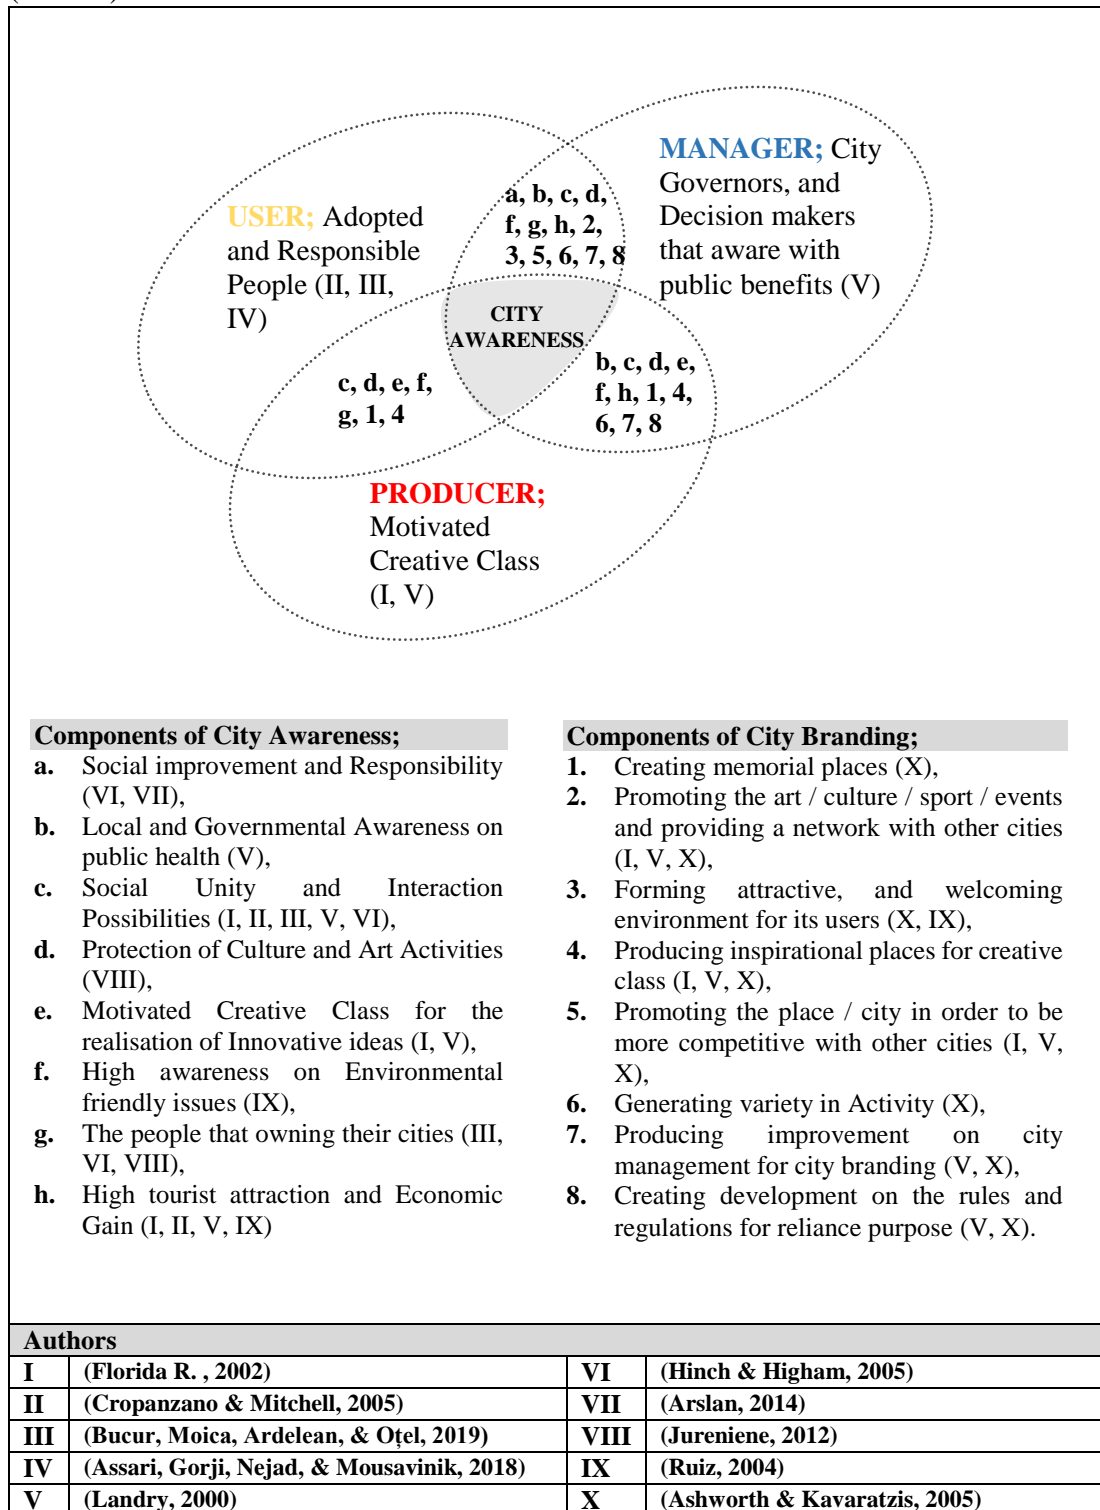 MANAGER; City
Governors, and
Decision makers
that aware with
public benefits (V)
USER; Adopted
and Responsible
People (II, III,
IV)
a, b, c, d,
f, g, h, 2,
3, 5, 6, 7, 8
CITY
AWARENESS
b, c, d, e,
f, h, 1, 4,
6, 7, 8
c, d, e, f,
g, 1, 4
PRODUCER;
Motivated
Creative Class
(I, V)
Components of City Awareness;
a. Social improvement and Responsibility
(VI, VII),
b. Local and Governmental Awareness on
public health (V),
c. Social Unity and Interaction
Possibilities (I, II, III, V, VI),
d. Protection of Culture and Art Activities
(VIII),
e. Motivated Creative Class for the
realisation of Innovative ideas (I, V),
f. High awareness on Environmental
friendly issues (IX),
g. The people that owning their cities (III,
VI, VIII),
h. High tourist attraction and Economic
Gain (I, II, V, IX)
Components of City Branding;
1. Creating memorial places (X),
2. Promoting the art / culture / sport / events
and providing a network with other cities
(I, V, X),
3. Forming attractive, and welcoming
environment for its users (X, IX),
4. Producing inspirational places for creative
class (I, V, X),
5. Promoting the place / city in order to be
more competitive with other cities (I, V,
X),
6. Generating variety in Activity (X),
7. Producing improvement on city
management for city branding (V, X),
8. Creating development on the rules and
regulations for reliance purpose (V, X).
Authors
I (Florida R. , 2002) VI (Hinch & Higham, 2005)
II (Cropanzano & Mitchell, 2005) VII (Arslan, 2014)
III (Bucur, Moica, Ardelean, & Oțel, 2019) VIII (Jureniene, 2012)
IV (Assari, Gorji, Nejad, & Mousavinik, 2018) IX (Ruiz, 2004)
V (Landry, 2000) X (Ashworth & Kavaratzis, 2005)